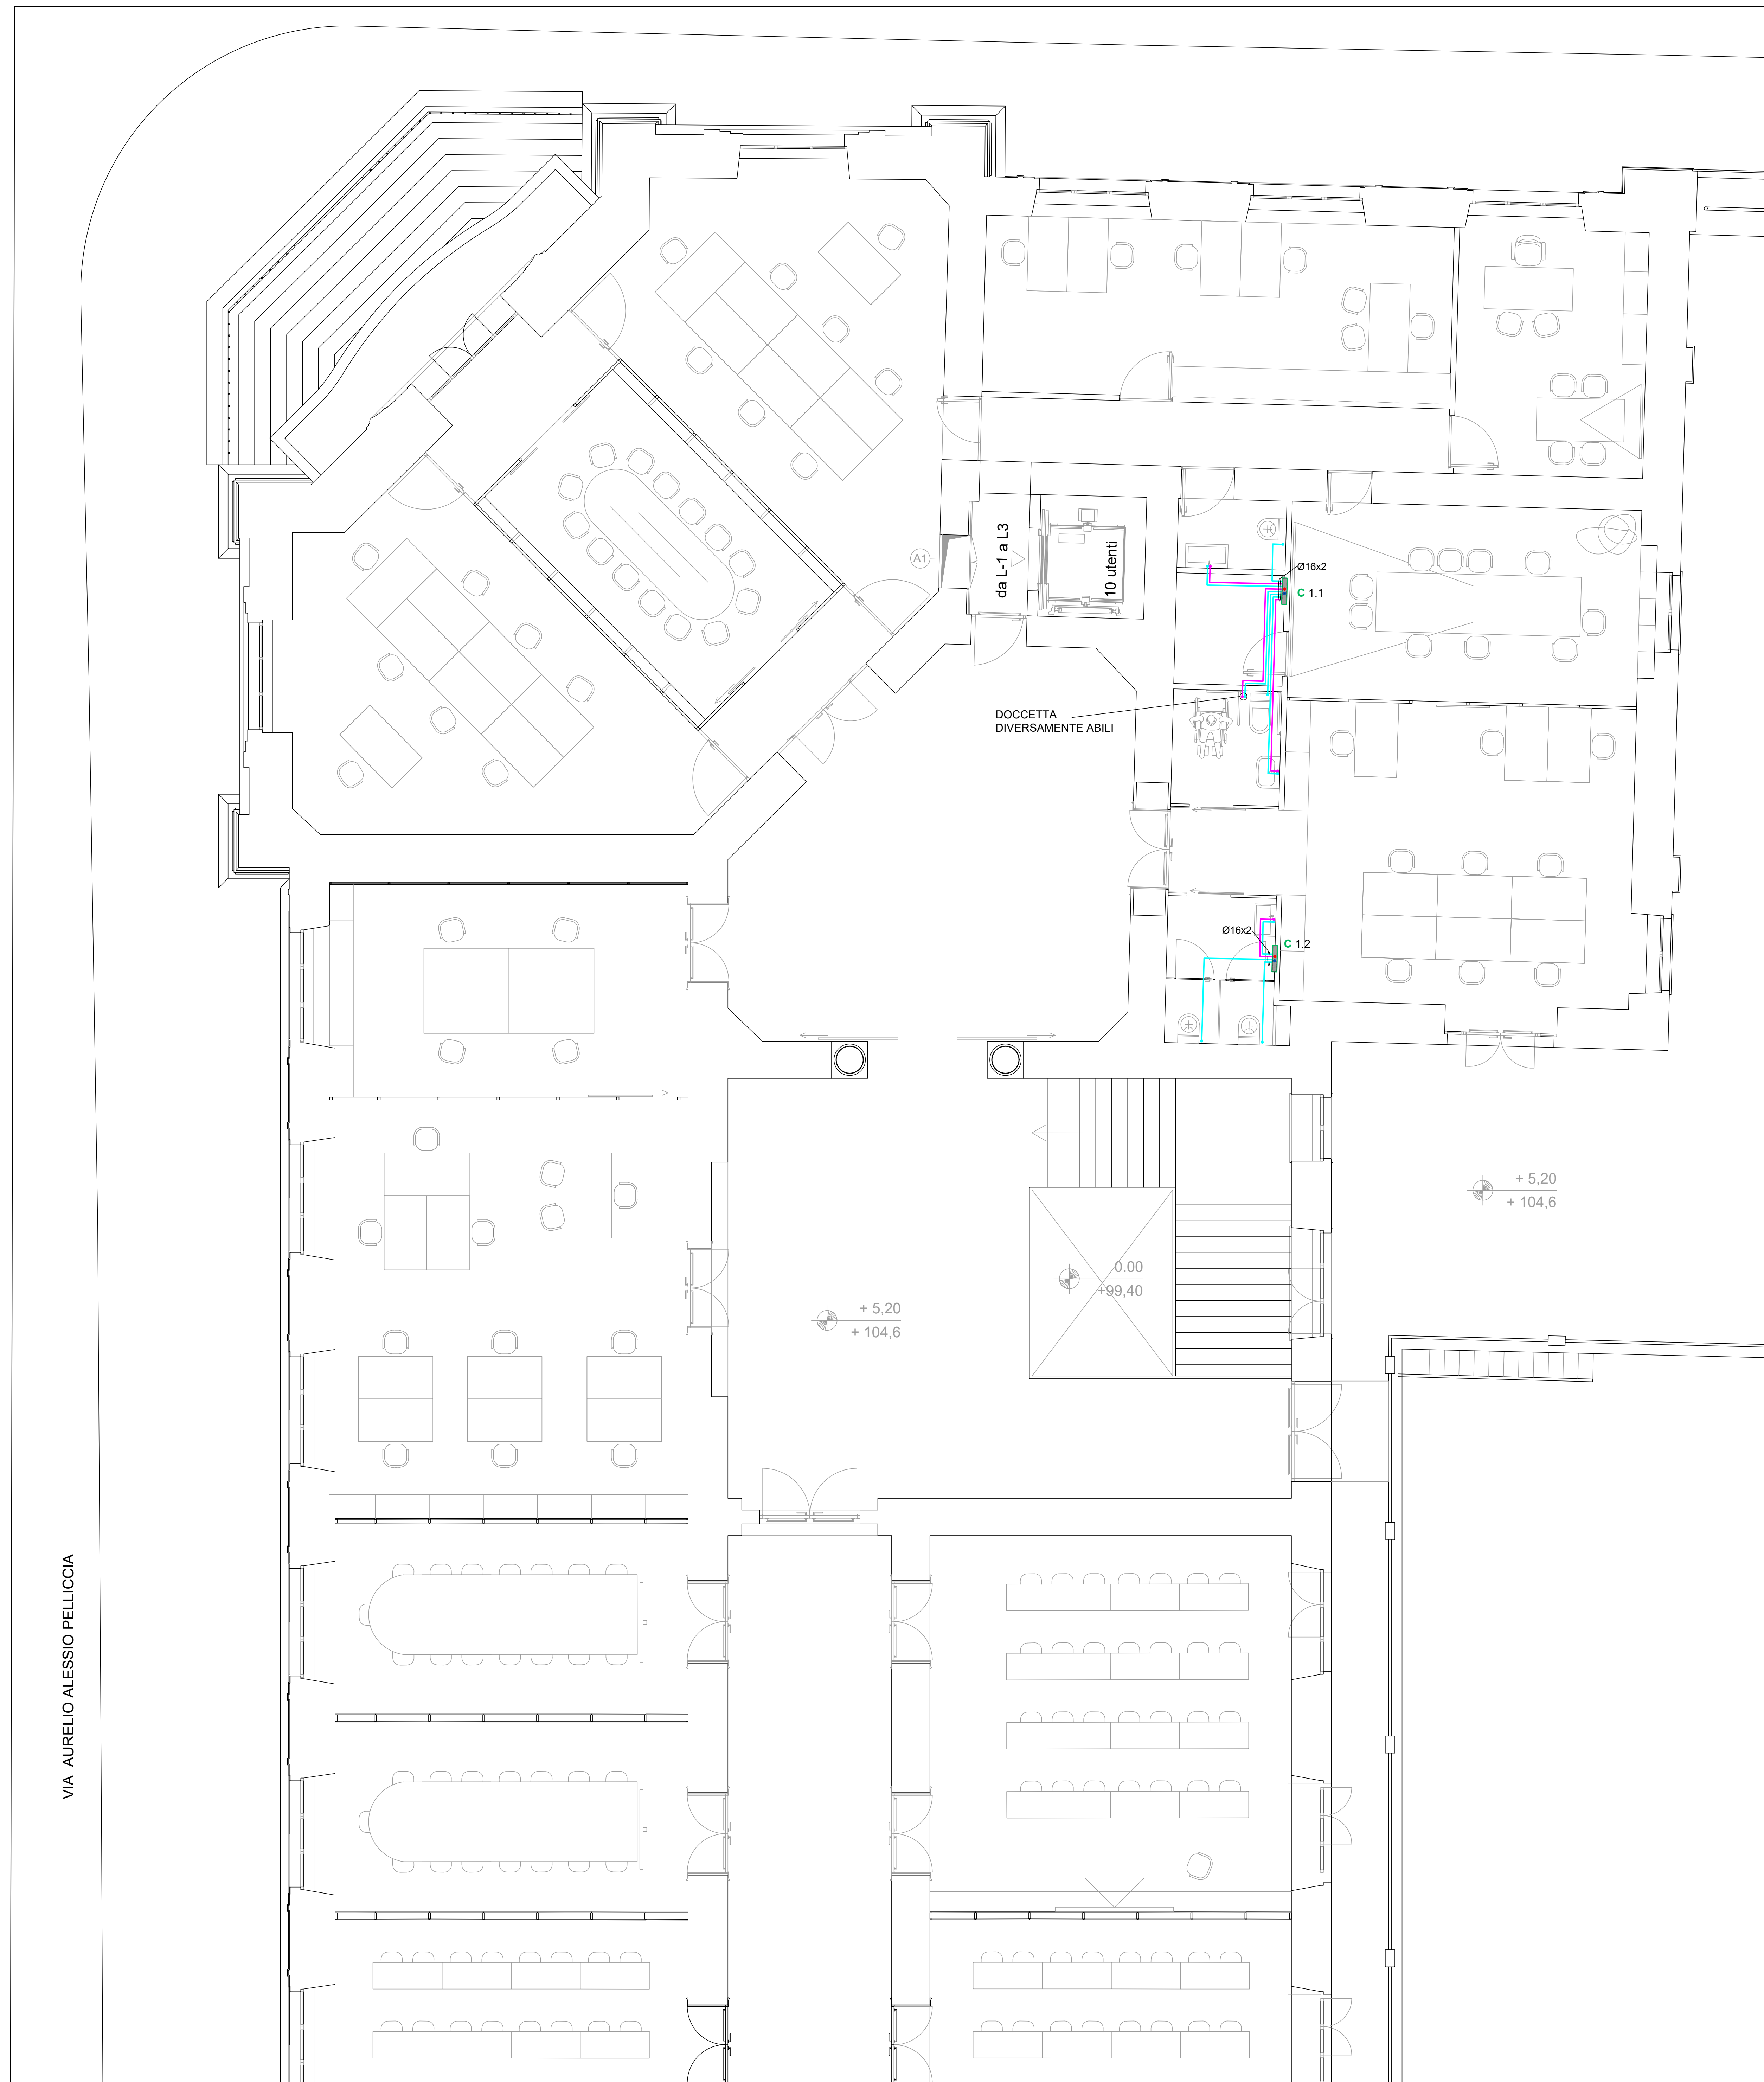 A1
da L-1 a L3
10 utenti
Ø16x2
C 1.1
DOCCETTA
DIVERSAMENTE ABILI
Ø16x2
C 1.2
+ 5,20
+ 104,6
0.00
+99,40
+ 5,20
+ 104,6
VIA AURELIO ALESSIO PELLICCIA